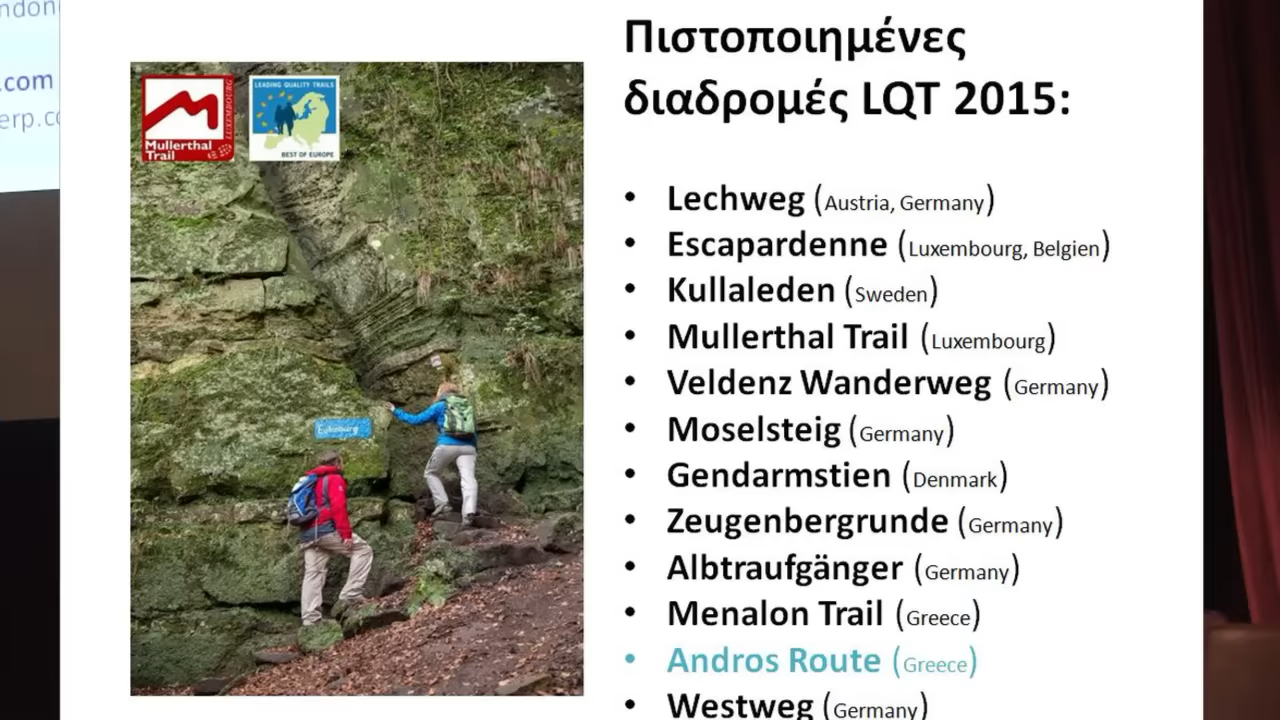 .com
Πιστοποιημένες
διαδρομές LQT 2015:
Mullerthal
Trail
LUXEMBOURG
LEADING QUALITY TRAILS
BEST OF EUROPE
• Lechweg (Austria, Germany)
• Escapardenne (Luxembourg, Belgien)
• Kullaleden (Sweden)
• Mullerthal Trail (Luxembourg)
• Veldenz Wanderweg (Germany)
• Moselsteig (Germany)
• Gendarmstien (Denmark)
• Zeugenbergrunde (Germany)
• Albtraufgänger (Germany)
• Menalon Trail (Greece)
• Andros Route (Greece)
• Westweg (Germany)